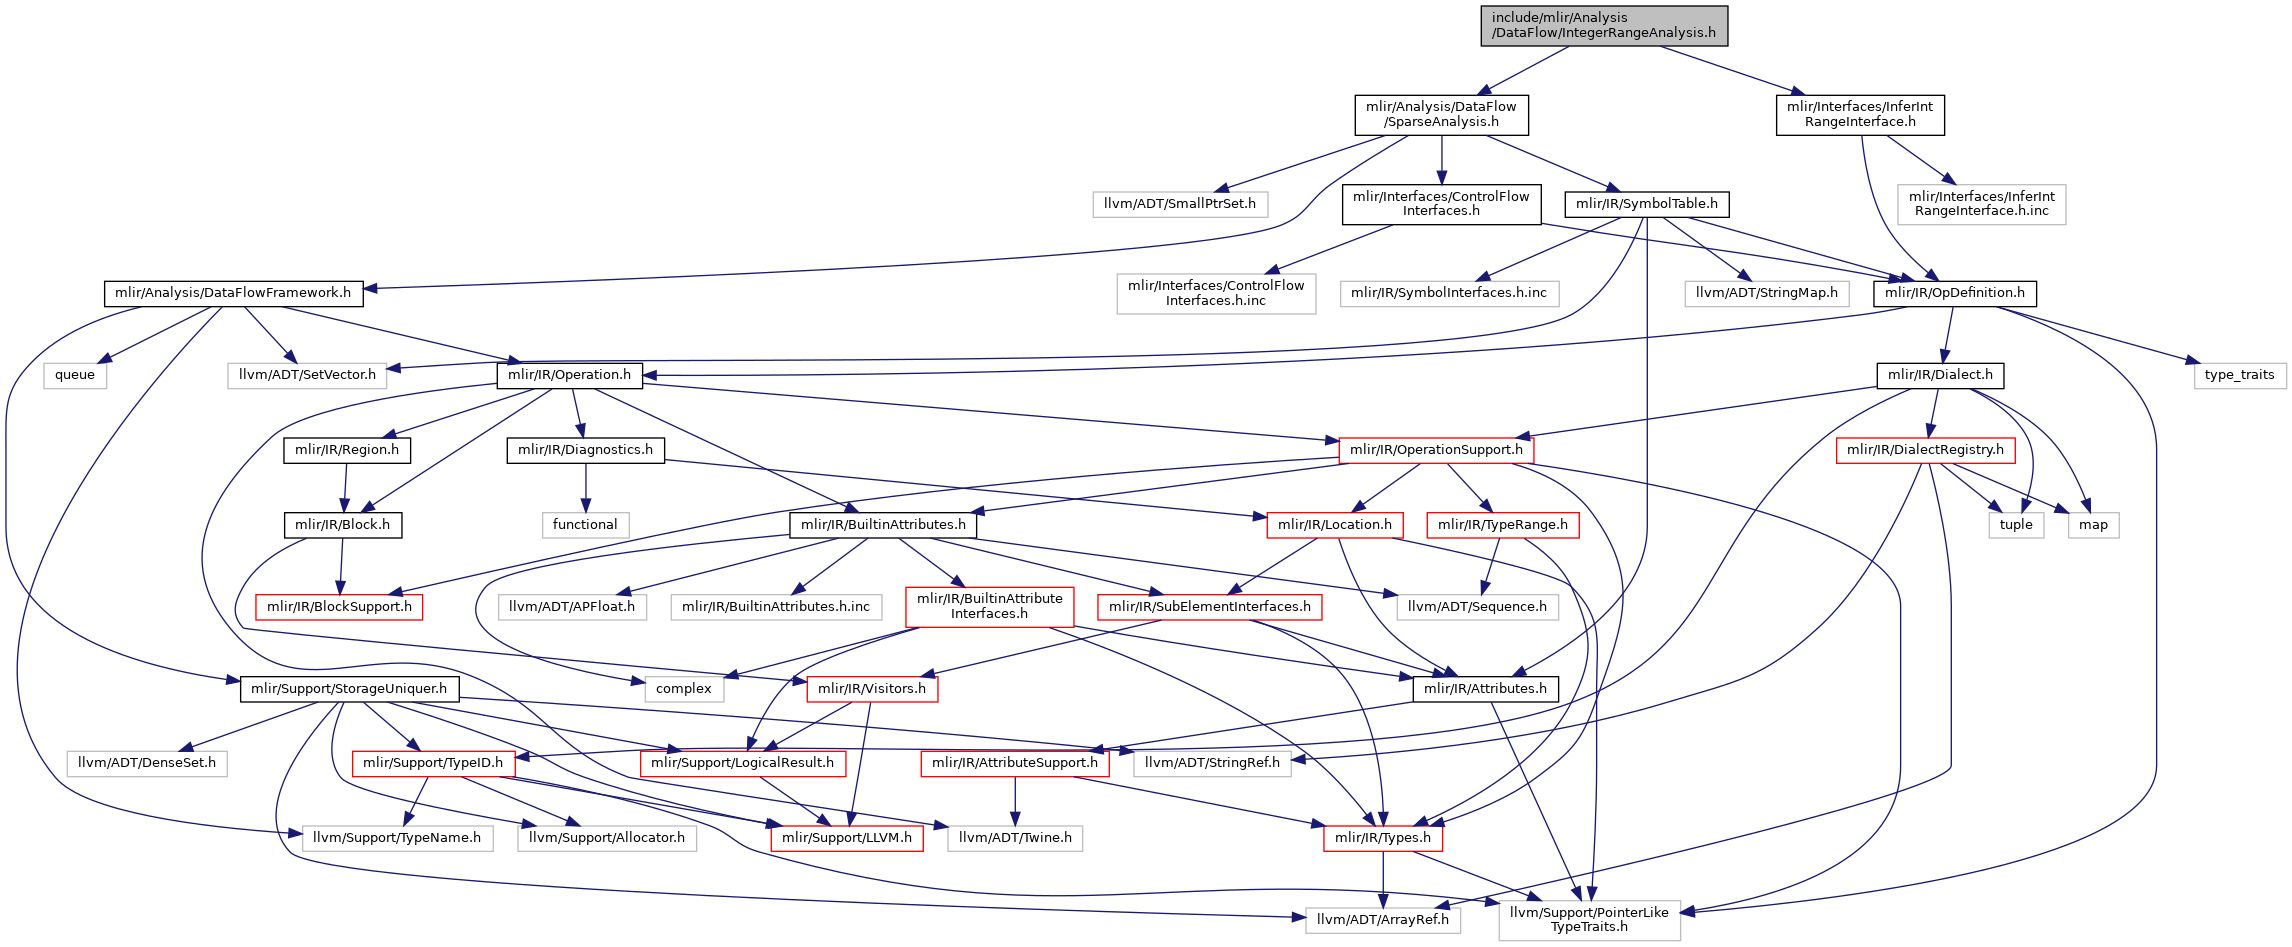 include/mlir/Analysis
/DataFlow/IntegerRangeAnalysis.h
mlir/Analysis/DataFlow
/SparseAnalysis.h
mlir/Interfaces/InferInt
RangeInterface.h
llvm/ADT/SmallPtrSet.h
mlir/Interfaces/ControlFlow
Interfaces.h
mlir/IR/SymbolTable.h
mlir/Interfaces/InferInt
RangeInterface.h.inc
mlir/Analysis/DataFlowFramework.h
mlir/Interfaces/ControlFlow
Interfaces.h.inc
mlir/IR/SymbolInterfaces.h.inc
llvm/ADT/StringMap.h
mlir/IR/OpDefinition.h
queue
llvm/ADT/SetVector.h
mlir/IR/Operation.h
mlir/IR/Dialect.h
type_traits
mlir/IR/Region.h
mlir/IR/Diagnostics.h
mlir/IR/OperationSupport.h
mlir/IR/DialectRegistry.h
mlir/IR/Block.h
functional
mlir/IR/BuiltinAttributes.h
mlir/IR/Location.h
mlir/IR/TypeRange.h
tuple
map
mlir/IR/BlockSupport.h
llvm/ADT/APFloat.h
mlir/IR/BuiltinAttributes.h.inc
mlir/IR/BuiltinAttribute
Interfaces.h
mlir/IR/SubElementInterfaces.h
llvm/ADT/Sequence.h
mlir/Support/StorageUniquer.h
complex
mlir/IR/Visitors.h
mlir/IR/Attributes.h
llvm/ADT/DenseSet.h
mlir/Support/TypeID.h
mlir/Support/LogicalResult.h
mlir/IR/AttributeSupport.h
llvm/ADT/StringRef.h
llvm/Support/TypeName.h
llvm/Support/Allocator.h
mlir/Support/LLVM.h
llvm/ADT/Twine.h
mlir/IR/Types.h
llvm/ADT/ArrayRef.h
llvm/Support/PointerLike
TypeTraits.h